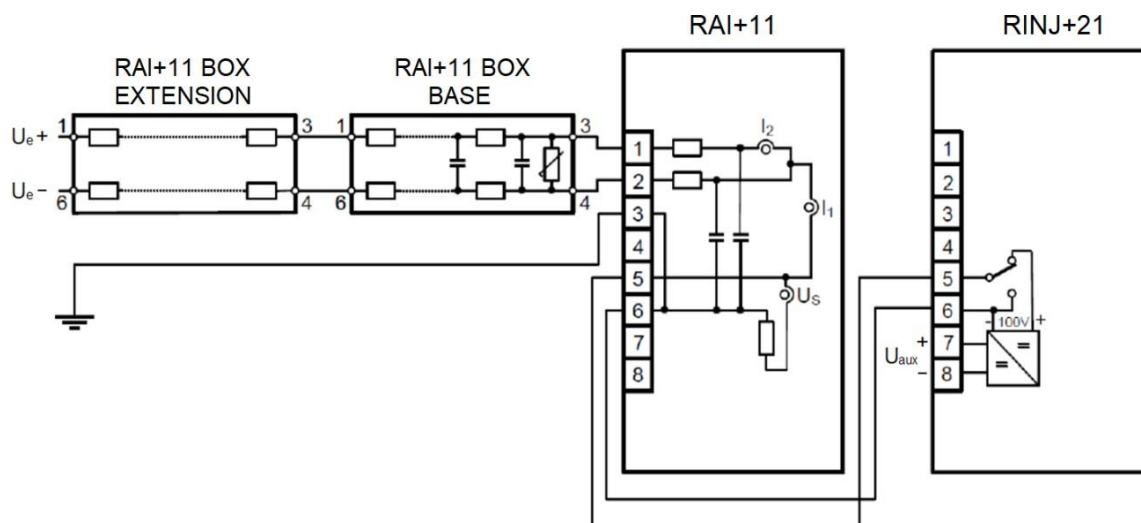 RAI+11
RINJ+21
RAI+11 BOX
EXTENSION
RAI+11 BOX
BASE
Ue+ 1
3
1
3
Ue− 6
4
6
4
1
2
3
4
5
6
7
8
I2
I1
US
1
2
3
4
5
6
7
8
- 100V +
Uaux
+
−
=
=